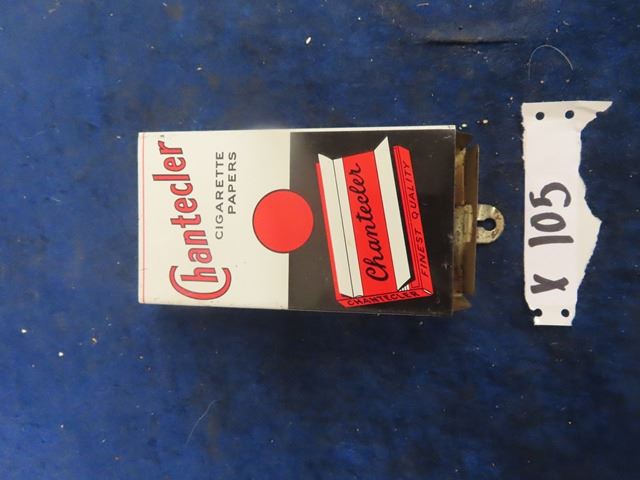 Chantecler
CIGARETTE
PAPERS
Chantecler
FINEST QUALITY
CHANTECLER
X 105